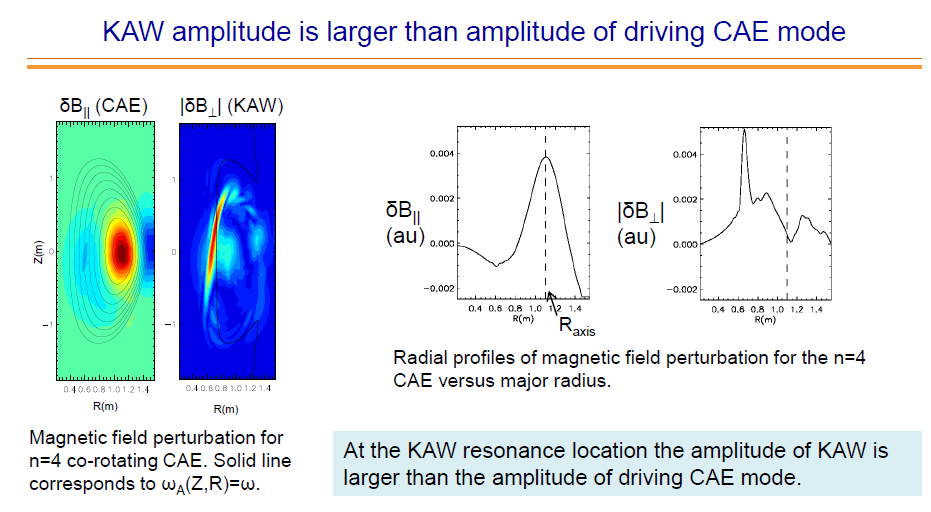 KAW amplitude is larger than amplitude of driving CAE mode
δB|| (CAE)
|δB⊥| (KAW)
Z(m)
1
0
−1
0.4 0.6 0.8 1.0 1.2 1.4
R(m)
1
0
−1
0.4 0.6 0.8 1.0 1.2 1.4
R(m)
Magnetic field perturbation for
n=4 co-rotating CAE. Solid line
corresponds to ωA(Z,R)=ω.
δB||
(au)
0.004
0.002
0.000
−0.002
0.4 0.6 0.8 1.0 1.2 1.4
R(m)
Raxis
|δB⊥|
(au)
0.004
0.002
0.000
−0.002
0.4 0.6 0.8 1.0 1.2 1.4
R(m)
Radial profiles of magnetic field perturbation for the n=4
CAE versus major radius.
At the KAW resonance location the amplitude of KAW is
larger than the amplitude of driving CAE mode.